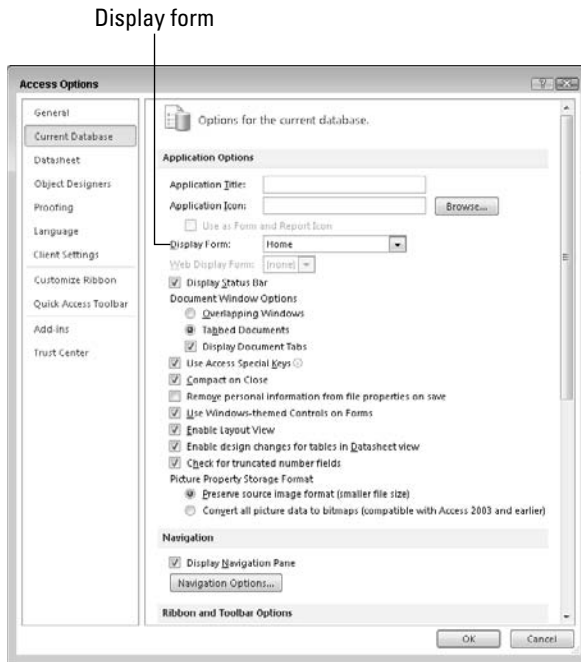 Display form
Access Options
General
Current Database
Datasheet
Object Designers
Proofing
Language
Client Settings
Customize Ribbon
Quick Access Toolbar
Add-ins
Trust Center
Options for the current database.
Application Options
Application Title:
Application Icon:
Browse...
Use as Form and Report Icon
Display Form: Home
Web Display Form: [none]
Display Status Bar
Document Window Options
Overlapping Windows
Tabbed Documents
Display Document Tabs
Use Access Special Keys
Compact on Close
Remove personal information from file properties on save
Use Windows-themed Controls on Forms
Enable Layout View
Enable design changes for tables in Datasheet view
Check for truncated number fields
Picture Property Storage Format
Preserve source image format (smaller file size)
Convert all picture data to bitmaps (compatible with Access 2003 and earlier)
Navigation
Display Navigation Pane
Navigation Options...
Ribbon and Toolbar Options
OK Cancel